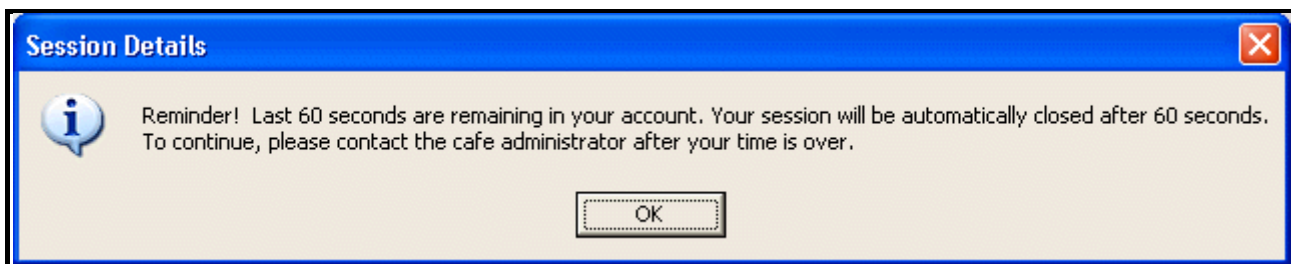 Session Details
Reminder!  Last 60 seconds are remaining in your account. Your session will be automatically closed after 60 seconds.
To continue, please contact the cafe administrator after your time is over.
OK